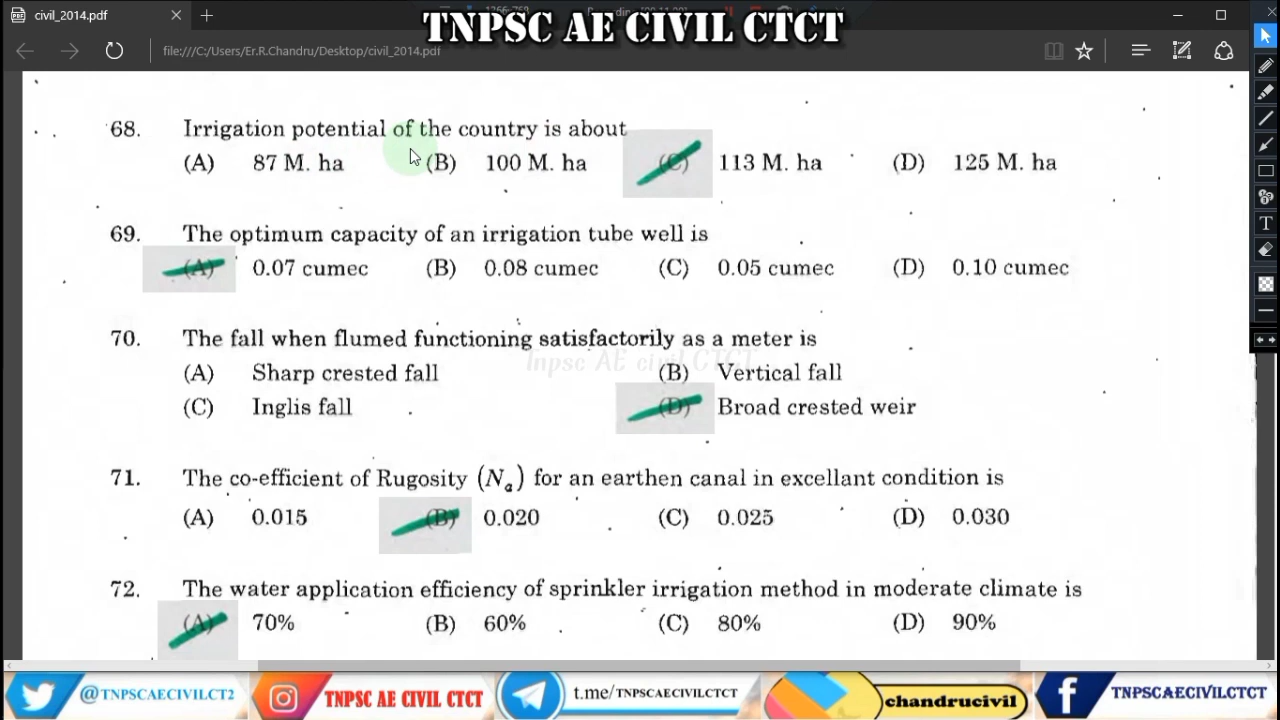 civil_2014.pdf
TNPSC AE CIVIL CTCT
file:///C:/Users/Er.R.Chandru/Desktop/civil_2014.pdf
68. Irrigation potential of the country is about
(A) 87 M. ha (B) 100 M. ha (C) 113 M. ha (D) 125 M. ha
69. The optimum capacity of an irrigation tube well is
(A) 0.07 cumec (B) 0.08 cumec (C) 0.05 cumec (D) 0.10 cumec
70. The fall when flumed functioning satisfactorily as a meter is
Tnpsc AE civil CTCT
(A) Sharp crested fall (B) Vertical fall
(C) Inglis fall (D) Broad crested weir
71. The co-efficient of Rugosity (Na) for an earthen canal in excellant condition is
(A) 0.015 (B) 0.020 (C) 0.025 (D) 0.030
72. The water application efficiency of sprinkler irrigation method in moderate climate is
(A) 70% (B) 60% (C) 80% (D) 90%
@TNPSCAECIVILCT2 TNPSC AE CIVIL CTCT t.me/TNPSCAECIVILCTCT chandrucivil TNPSCAECIVILCTCT